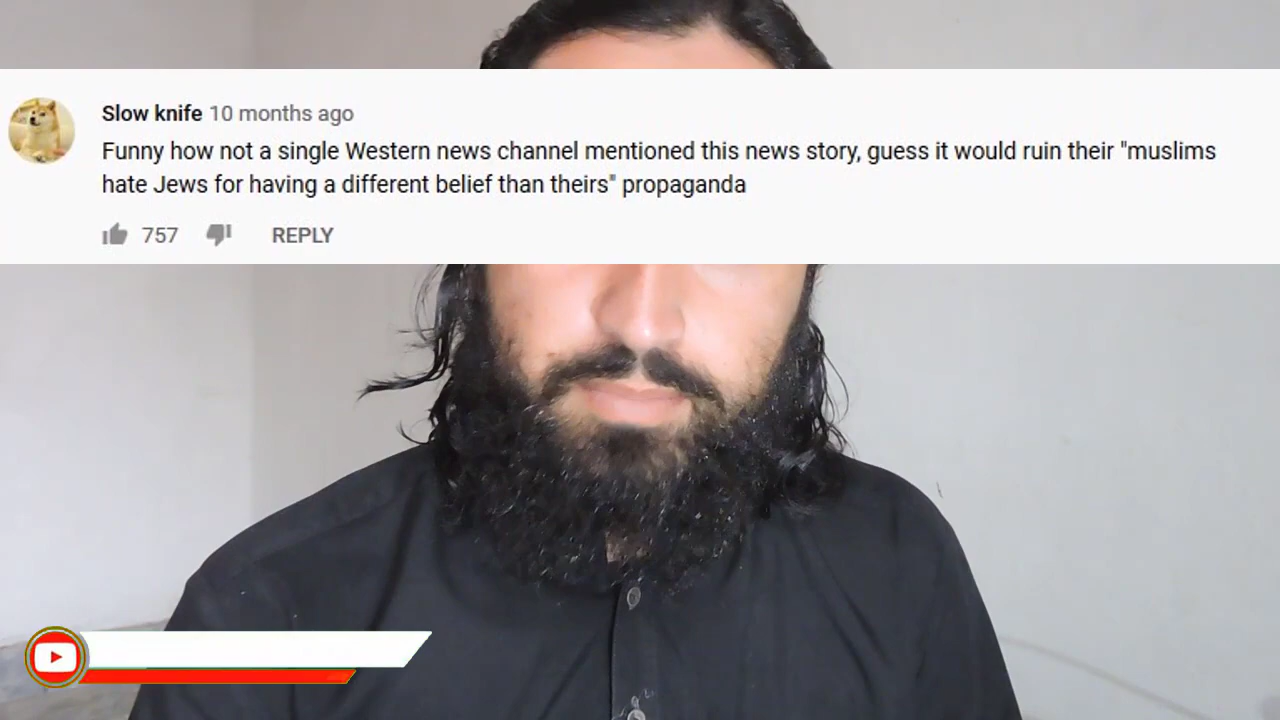 Slow knife 10 months ago
Funny how not a single Western news channel mentioned this news story, guess it would ruin their "muslims
hate Jews for having a different belief than theirs" propaganda
757 REPLY